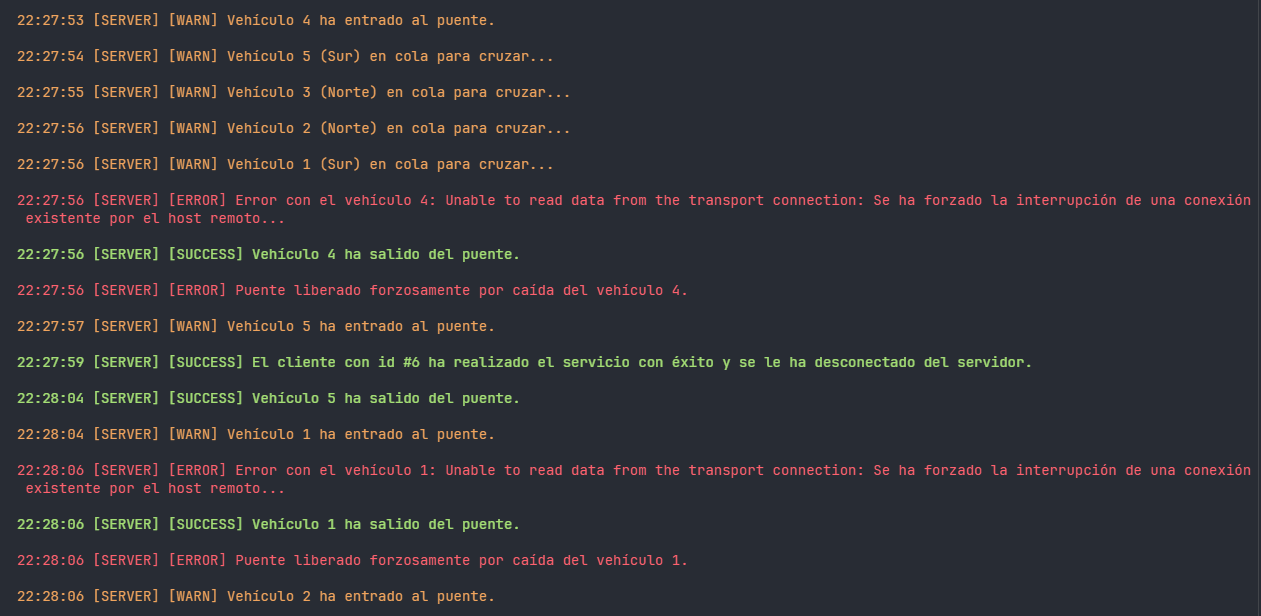 22:27:53 [SERVER] [WARN] Vehículo 4 ha entrado al puente.
22:27:54 [SERVER] [WARN] Vehículo 5 (Sur) en cola para cruzar...
22:27:55 [SERVER] [WARN] Vehículo 3 (Norte) en cola para cruzar...
22:27:56 [SERVER] [WARN] Vehículo 2 (Norte) en cola para cruzar...
22:27:56 [SERVER] [WARN] Vehículo 1 (Sur) en cola para cruzar...
22:27:56 [SERVER] [ERROR] Error con el vehículo 4: Unable to read data from the transport connection: Se ha forzado la interrupción de una conexión
existente por el host remoto...
22:27:56 [SERVER] [SUCCESS] Vehículo 4 ha salido del puente.
22:27:56 [SERVER] [ERROR] Puente liberado forzosamente por caída del vehículo 4.
22:27:57 [SERVER] [WARN] Vehículo 5 ha entrado al puente.
22:27:59 [SERVER] [SUCCESS] El cliente con id #6 ha realizado el servicio con éxito y se le ha desconectado del servidor.
22:28:04 [SERVER] [SUCCESS] Vehículo 5 ha salido del puente.
22:28:04 [SERVER] [WARN] Vehículo 1 ha entrado al puente.
22:28:06 [SERVER] [ERROR] Error con el vehículo 1: Unable to read data from the transport connection: Se ha forzado la interrupción de una conexión
existente por el host remoto...
22:28:06 [SERVER] [SUCCESS] Vehículo 1 ha salido del puente.
22:28:06 [SERVER] [ERROR] Puente liberado forzosamente por caída del vehículo 1.
22:28:06 [SERVER] [WARN] Vehículo 2 ha entrado al puente.